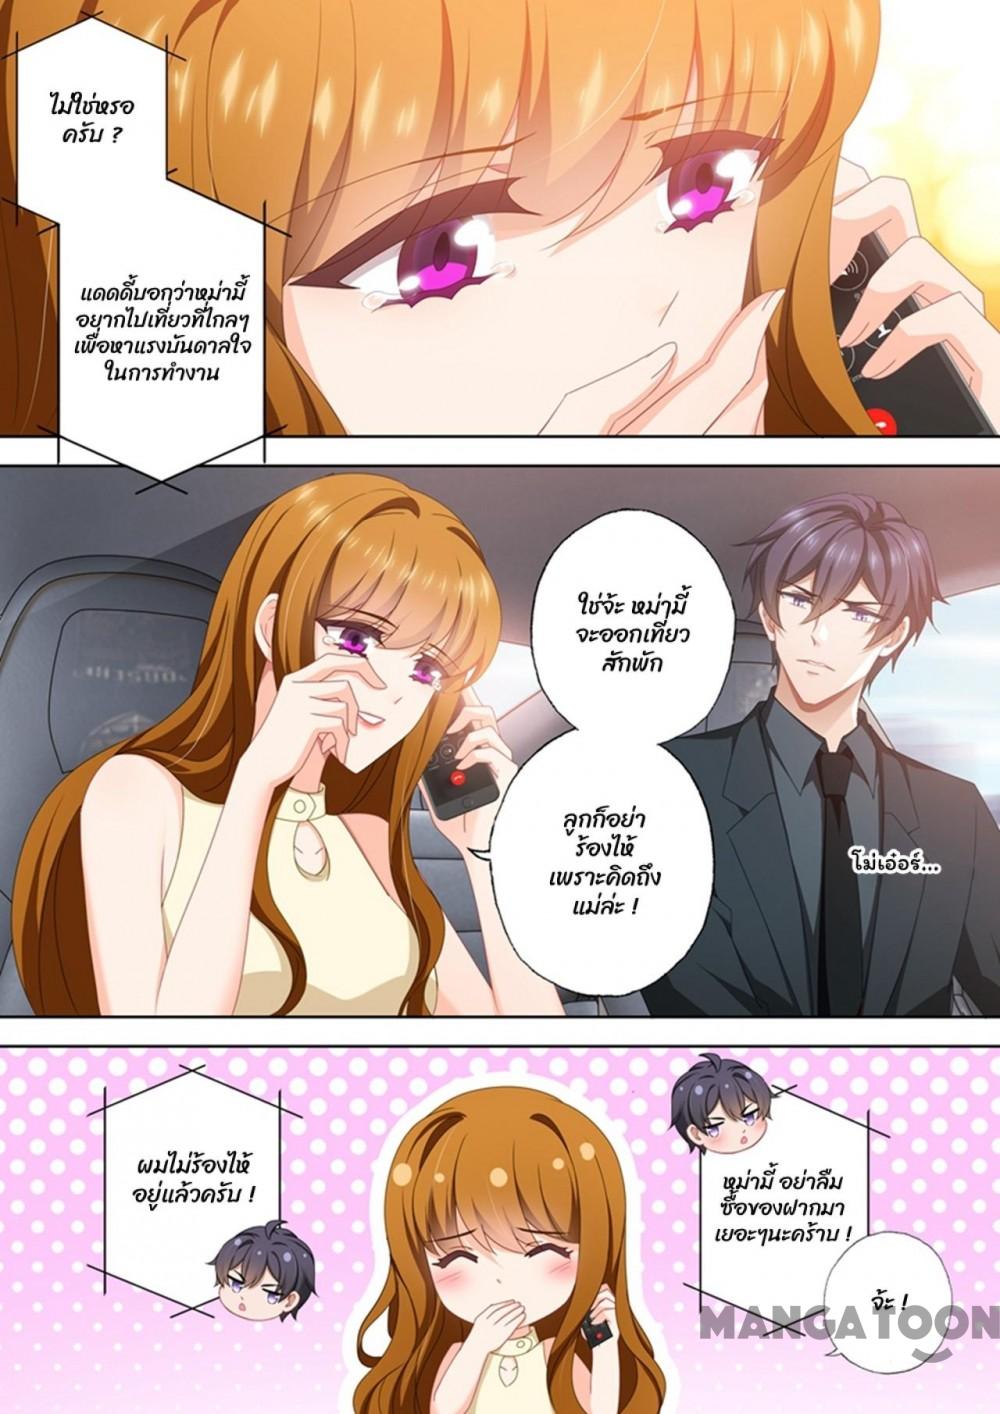 ไม่ใช่หรอ
ครับ ?
แดดดี้บอกว่าหม่ามี้
อยากไปเที่ยวที่ไกลๆ
เพื่อหาแรงบันดาลใจ
ในการทำงาน
ใช่จ้ะ หม่ามี้
จะออกเที่ยว
สักพัก
ลูกก็อย่า
ร้องไห้
เพราะคิดถึง
แม่ล่ะ !
โม่เอ๋อร์...
ผมไม่ร้องไห้
อยู่แล้วครับ !
หม่ามี้ อย่าลืม
ซื้อของฝากมา
เยอะๆนะคร้าบ !
จ้ะ !
MANGATOON